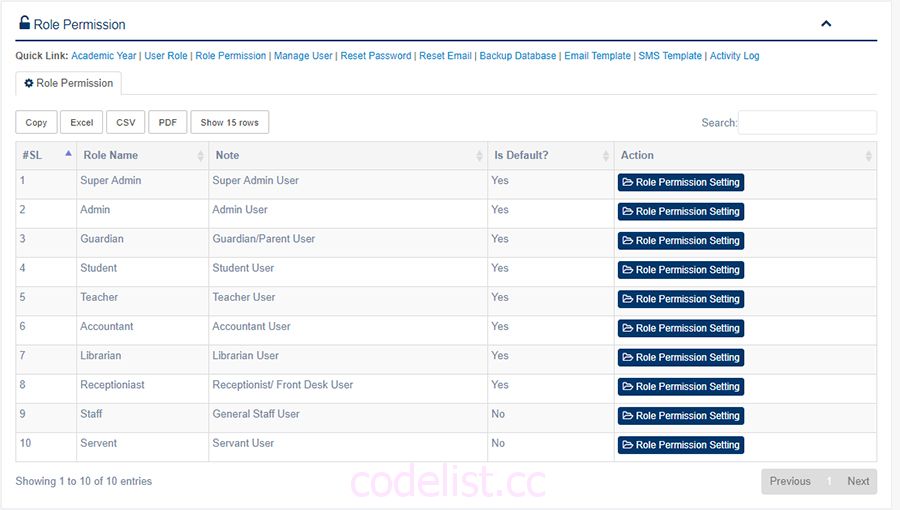 Role Permission
Quick Link: Academic Year | User Role | Role Permission | Manage User | Reset Password | Reset Email | Backup Database | Email Template | SMS Template | Activity Log
Role Permission
Copy Excel CSV PDF Show 15 rows Search:
#SL Role Name Note Is Default? Action
1 Super Admin Super Admin User Yes Role Permission Setting
2 Admin Admin User Yes Role Permission Setting
3 Guardian Guardian/Parent User Yes Role Permission Setting
4 Student Student User Yes Role Permission Setting
5 Teacher Teacher User Yes Role Permission Setting
6 Accountant Accountant User Yes Role Permission Setting
7 Librarian Librarian User Yes Role Permission Setting
8 Receptioniast Receptionist/ Front Desk User Yes Role Permission Setting
9 Staff General Staff User No Role Permission Setting
10 Servent Servant User No Role Permission Setting
Showing 1 to 10 of 10 entries Previous 1 Next
codelist.cc